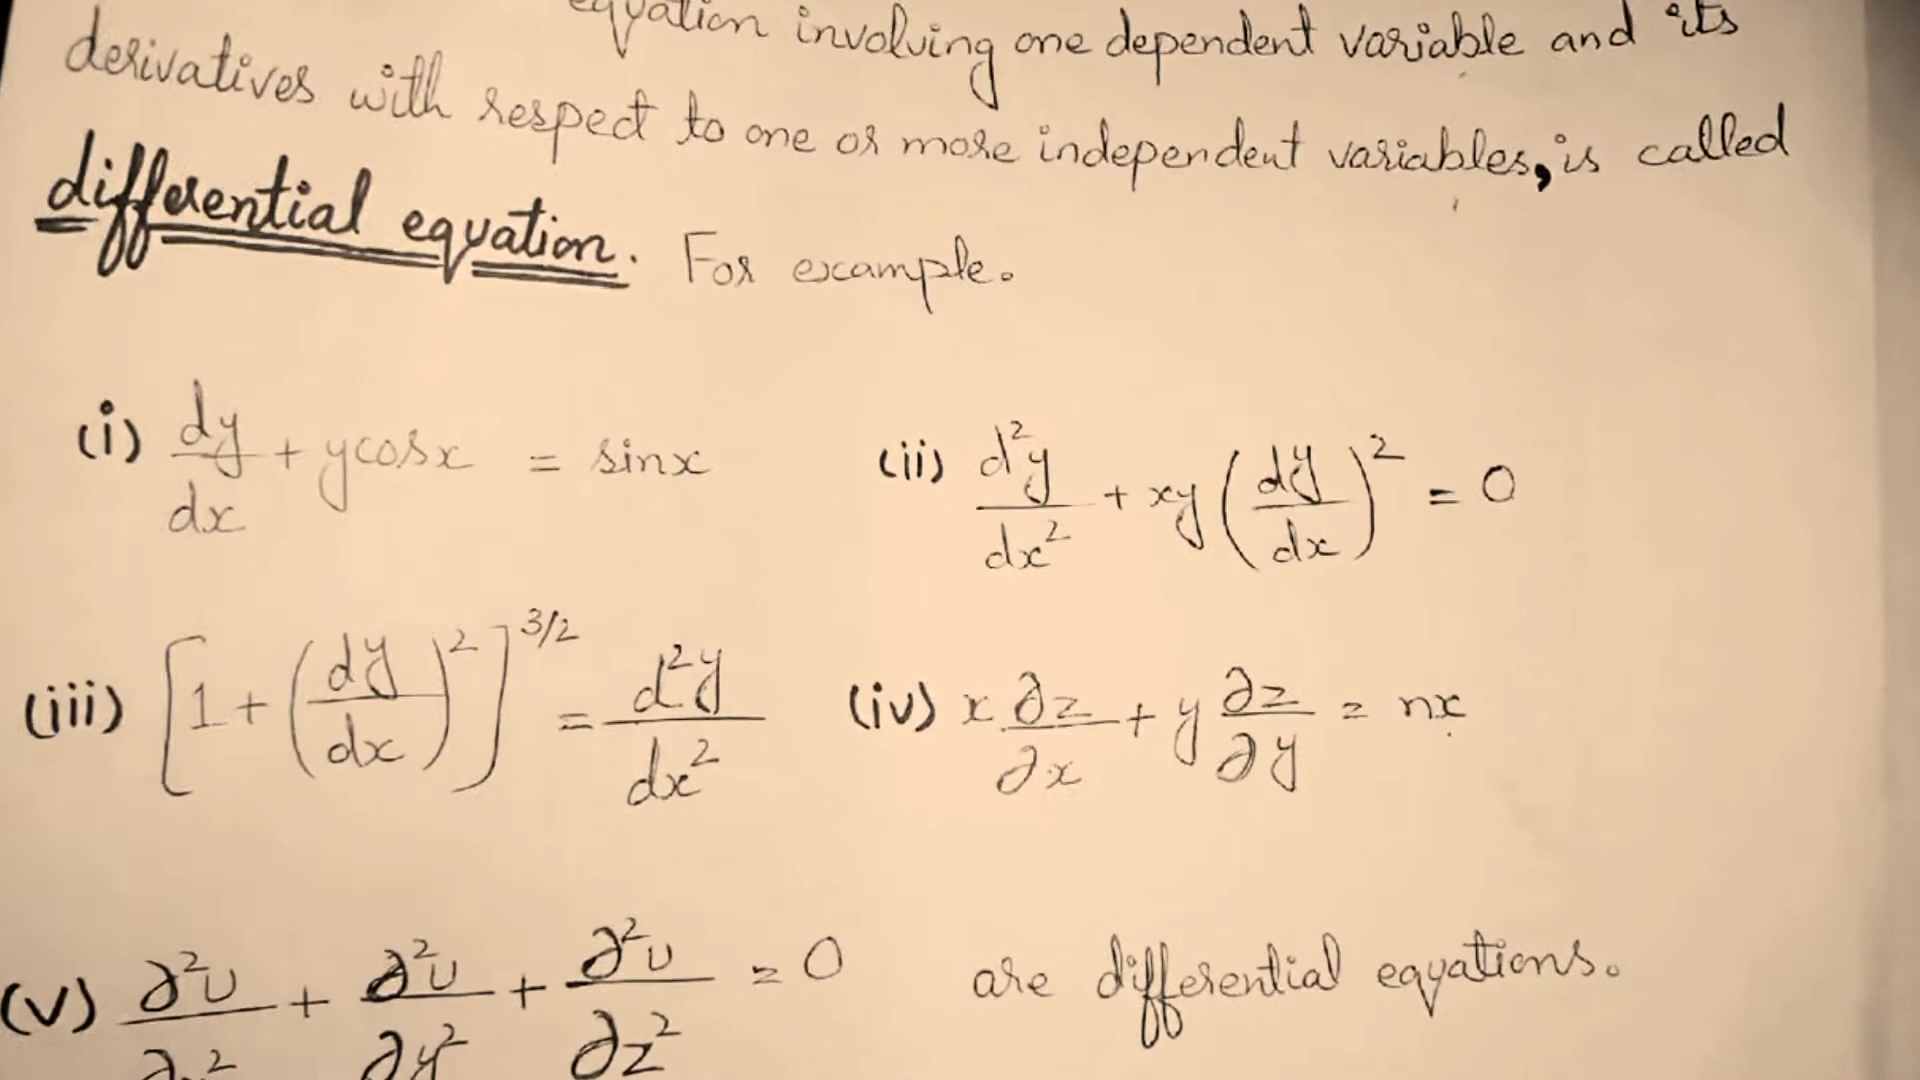 equation involving one dependent variable and its
derivatives with respect to one or more independent variables, is called
differential equation. For example.
(i) dy/dx + ycosx = sinx (ii) d²y/dx² + xy(dy/dx)² = 0
(iii) [1+(dy/dx)²]^3/2 = d²y/dx² (iv) x ∂z/∂x + y ∂z/∂y = nx
(v) ∂²u/∂x² + ∂²u/∂y² + ∂²u/∂z² = 0 are differential equations.